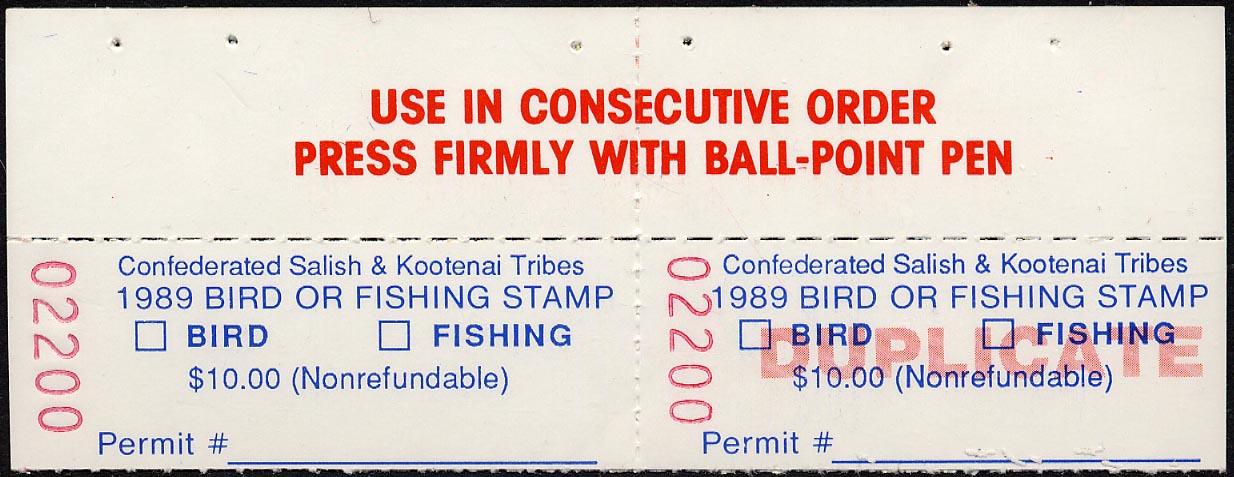 USE IN CONSECUTIVE ORDER
PRESS FIRMLY WITH BALL-POINT PEN
02200
Confederated Salish & Kootenai Tribes
1989 BIRD OR FISHING STAMP
☐ BIRD ☐ FISHING
$10.00 (Nonrefundable)
Permit #
02200
Confederated Salish & Kootenai Tribes
1989 BIRD OR FISHING STAMP
☐ BIRD ☐ FISHING
DUPLICATE
$10.00 (Nonrefundable)
Permit #